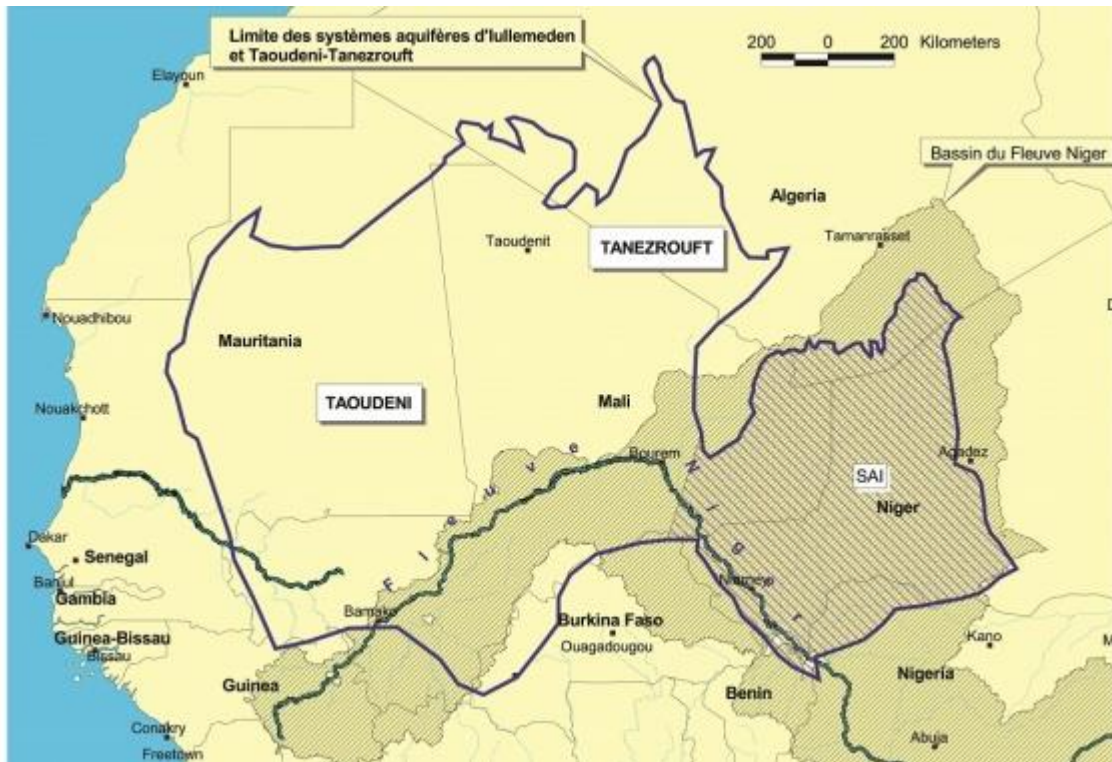 Limite des systèmes aquifères d'Iullemeden
et Taoudeni-Tanezrouft
200 0 200 Kilometers
Elayoun
Bassin du Fleuve Niger
Algeria
Tamanrasset
Taoudenit
TANEZROUFT
Nouadhibou
Mauritania
TAOUDENI
Mali
Nouakchott
Bourem
Agadez
SAI
Niger
Fleuve Niger
Dakar
Senegal
Banjul
Gambia
Niamey
Bamako
Burkina Faso
Ouagadougou
Guinea-Bissau
Bissau
Kano
Guinea
Benin
Nigeria
Conakry
Freetown
Abuja